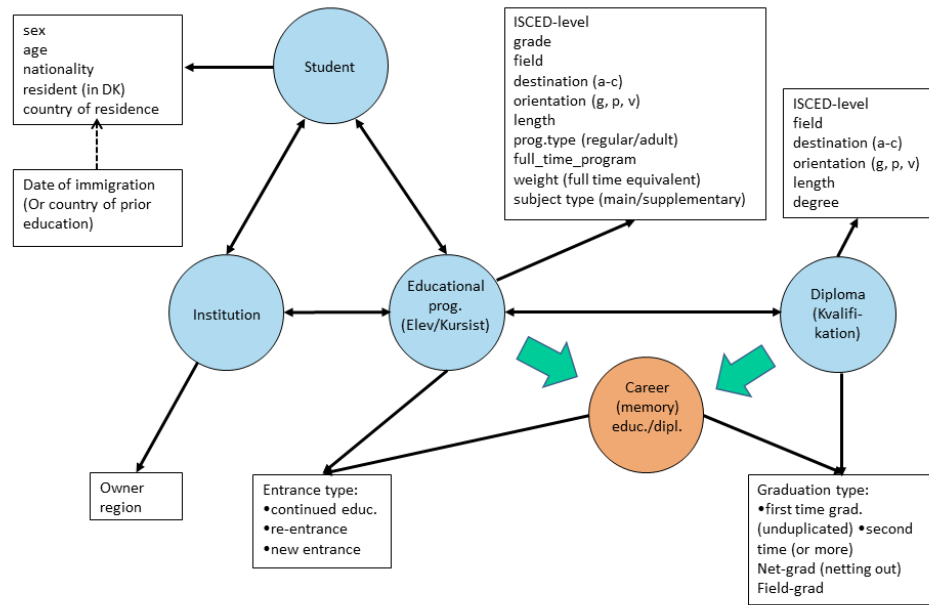 sex
age
nationality
resident (in DK)
country of residence
Student
ISCED-level
grade
field
destination (a-c)
orientation (g, p, v)
length
prog.type (regular/adult)
full_time_program
weight (full time equivalent)
subject type (main/supplementary)
ISCED-level
field
destination (a-c)
orientation (g, p, v)
length
degree
Date of immigration
(Or country of prior
education)
Institution
Educational
prog.
(Elev/Kursist)
Diploma
(Kvalifi-
kation)
Career
(memory)
educ./dipl.
Owner
region
Entrance type:
•continued educ.
•re-entrance
•new entrance
Graduation type:
•first time grad.
(unduplicated) •second
time (or more)
Net-grad (netting out)
Field-grad